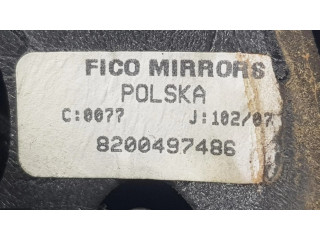 FICO MIRRORS
POLSKA
C:0077 J:102/07
8200497486